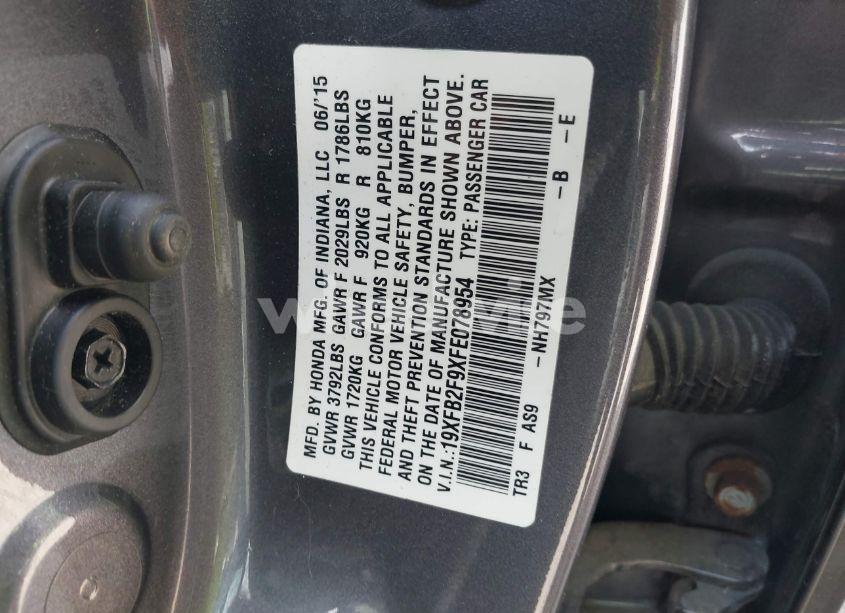 MFD. BY HONDA MFG. OF INDIANA, LLC 06/'15
GVWR 3792LBS GAWR F 2029LBS R 1786LBS
GVWR 1720KG GAWR F 920KG R 810KG
THIS VEHICLE CONFORMS TO ALL APPLICABLE
FEDERAL MOTOR VEHICLE SAFETY, BUMPER,
AND THEFT PREVENTION STANDARDS IN EFFECT
ON THE DATE OF MANUFACTURE SHOWN ABOVE.
V.I.N.:19XFB2F9XFE078954 TYPE: PASSENGER CAR
TR3 F AS9 -NH797MX -B -E